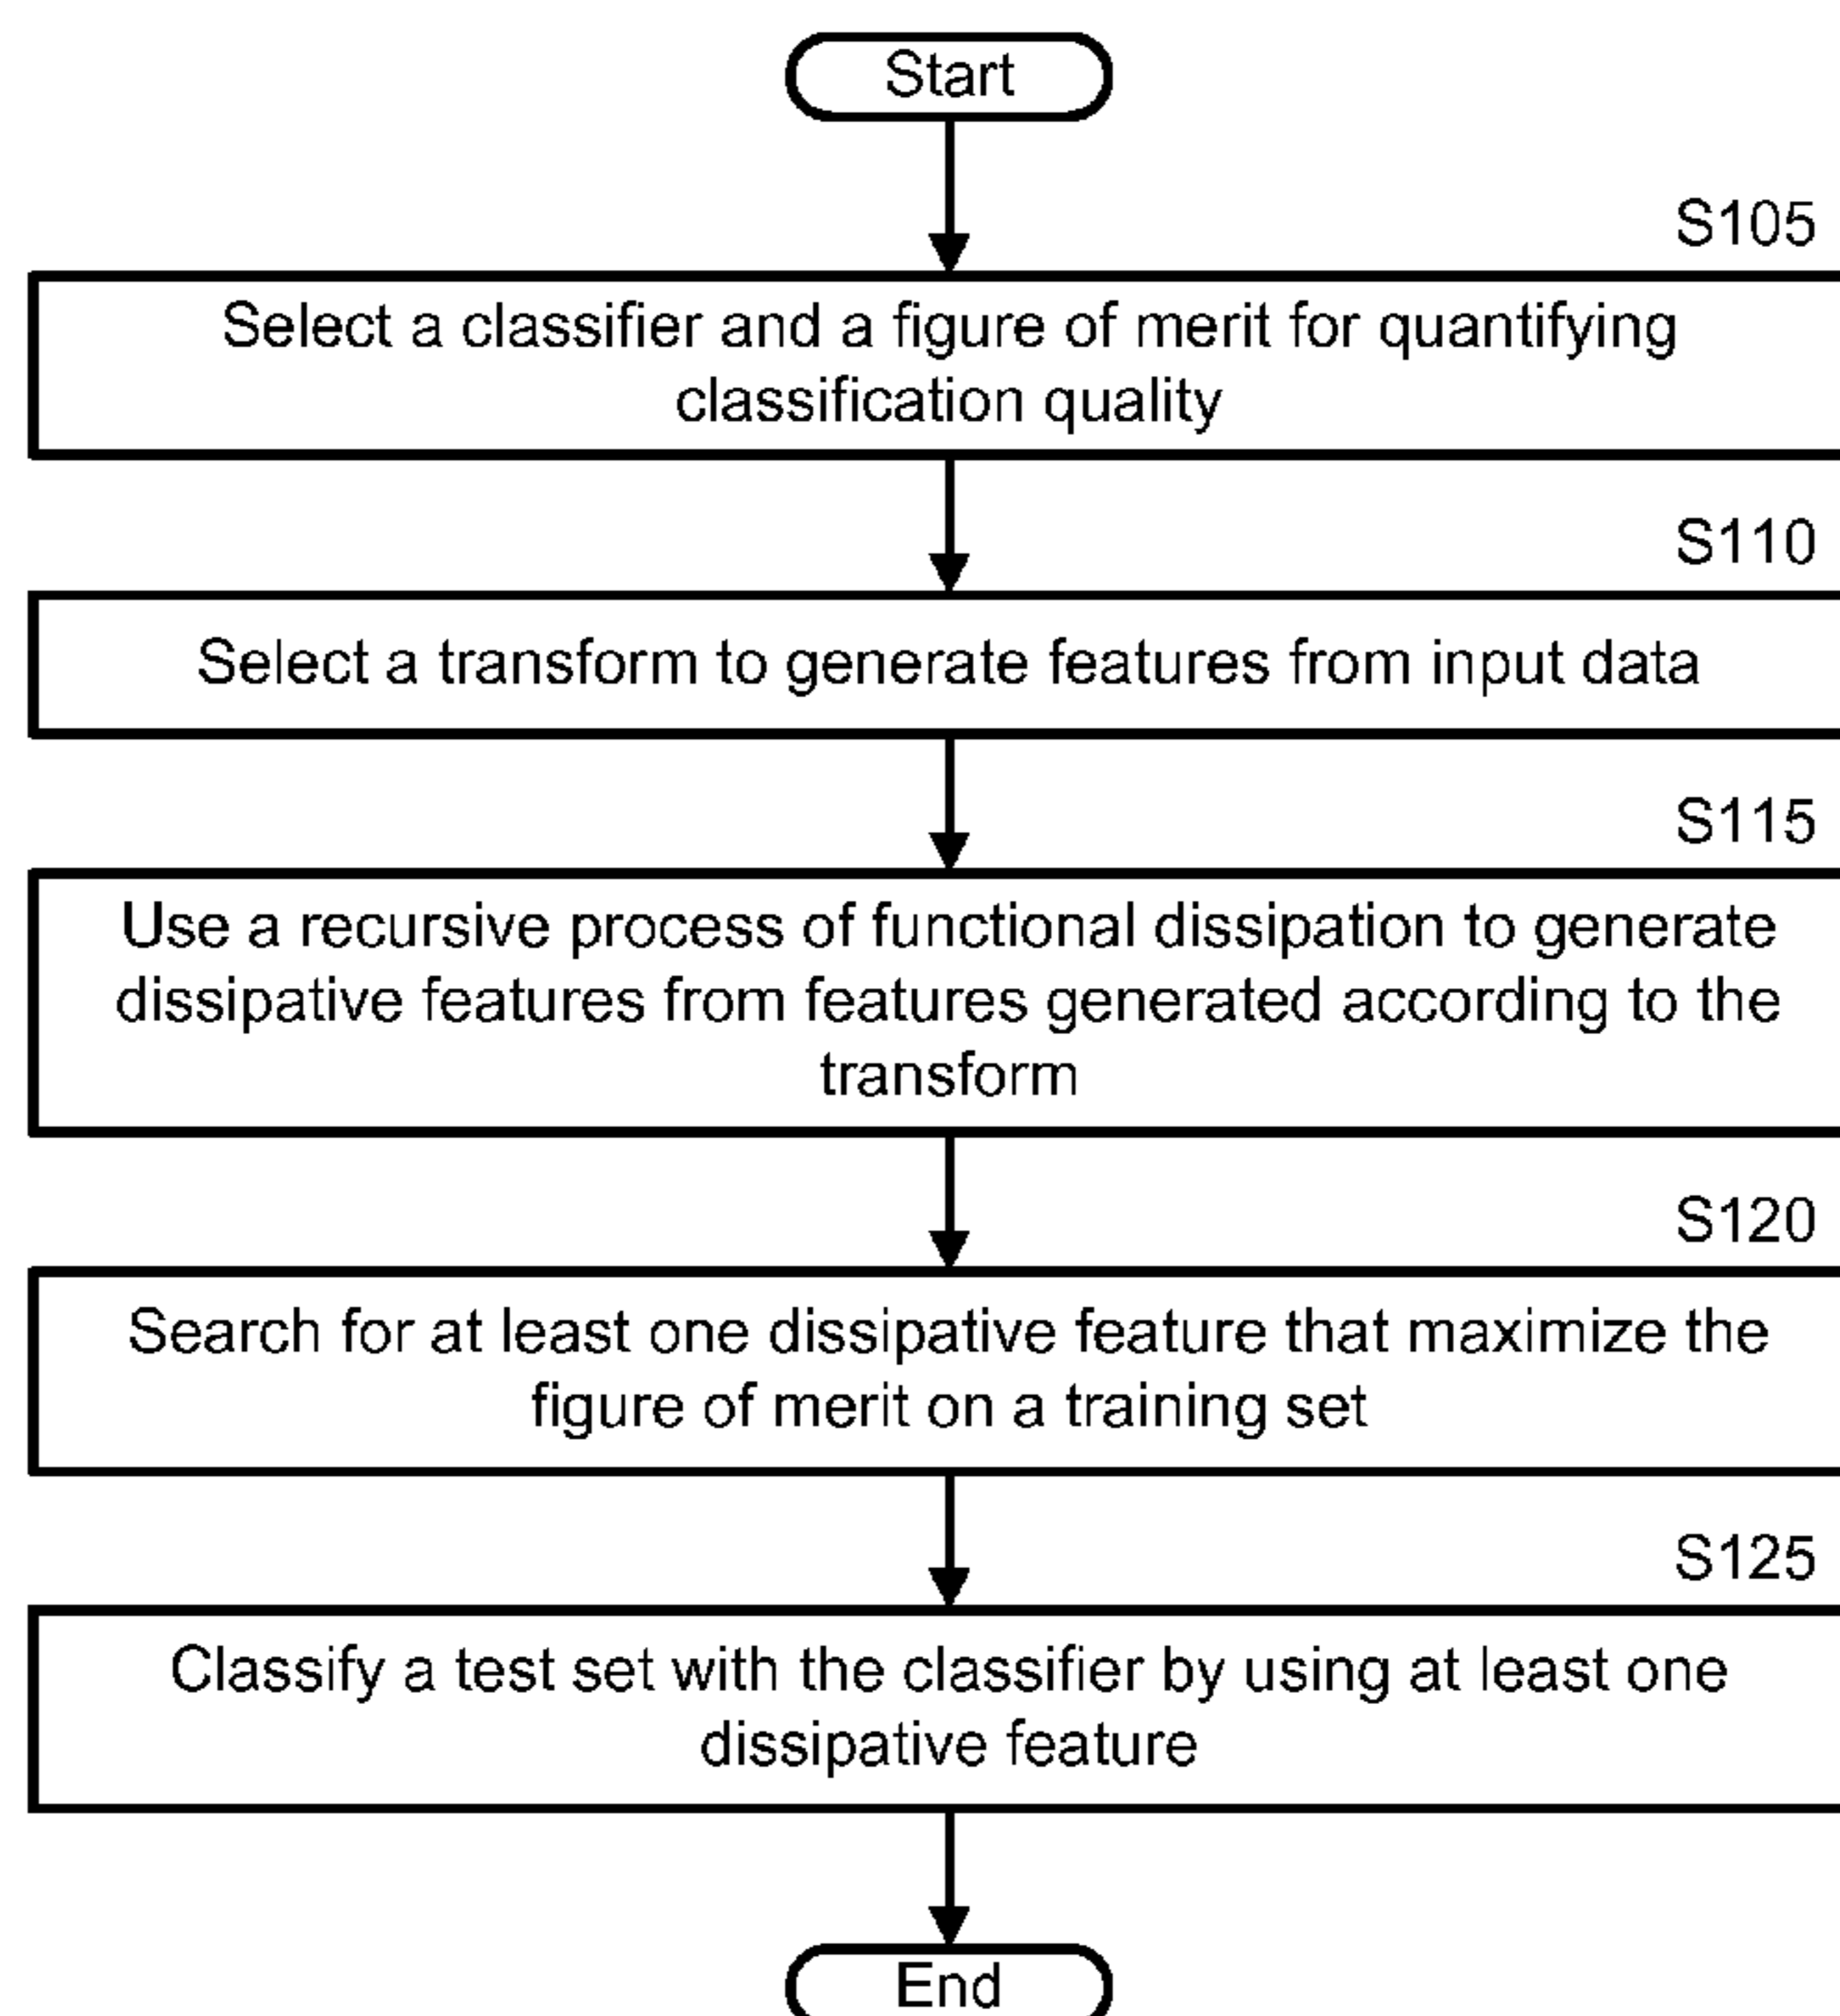 Start
S105
Select a classifier and a figure of merit for quantifying
classification quality
S110
Select a transform to generate features from input data
S115
Use a recursive process of functional dissipation to generate
dissipative features from features generated according to the
transform
S120
Search for at least one dissipative feature that maximize the
figure of merit on a training set
S125
Classify a test set with the classifier by using at least one
dissipative feature
End